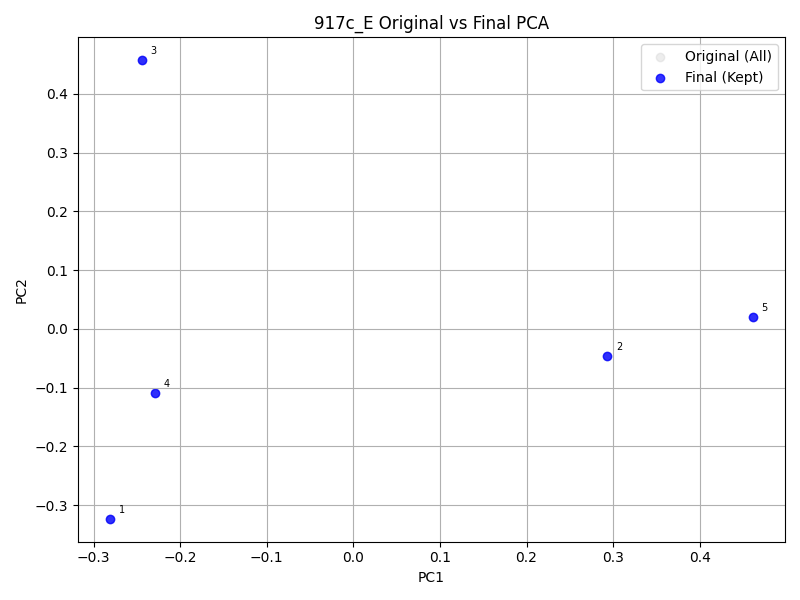 917c_E Original vs Final PCA
Original (All)
Final (Kept)
3
5
2
4
1
0.4
0.3
0.2
0.1
0.0
−0.1
−0.2
−0.3
PC2
−0.3 −0.2 −0.1 0.0 0.1 0.2 0.3 0.4
PC1